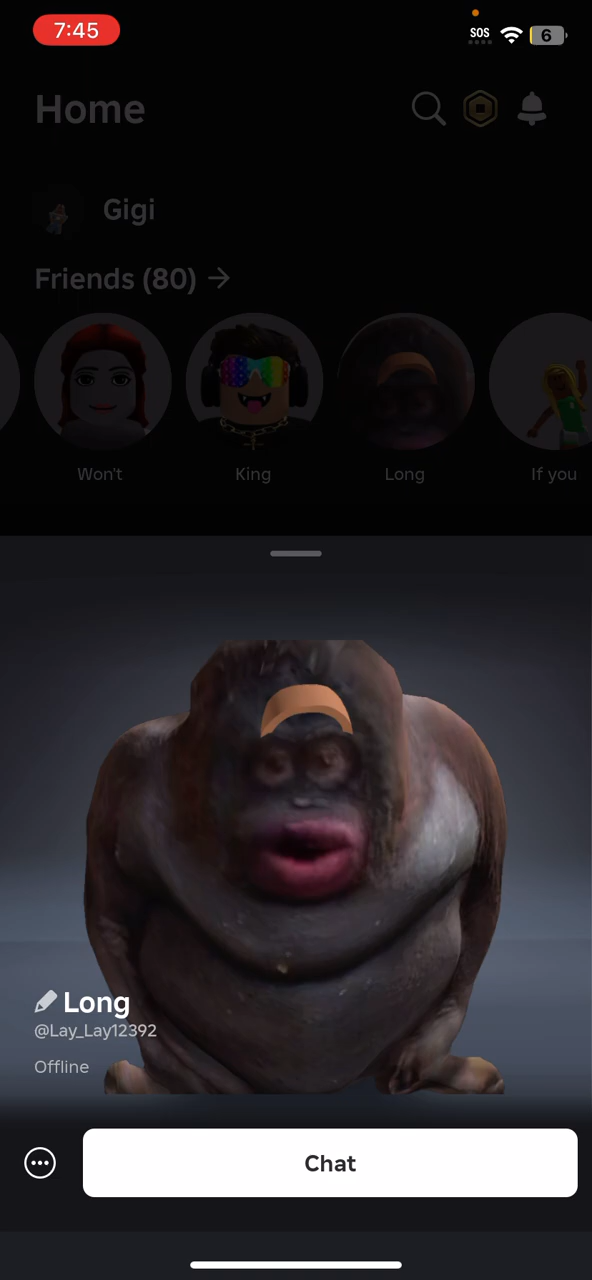 7:45
SOS
6
Home
Gigi
Friends (80) →
Won't
King
Long
If you
Long
@Lay_Lay12392
Offline
Chat